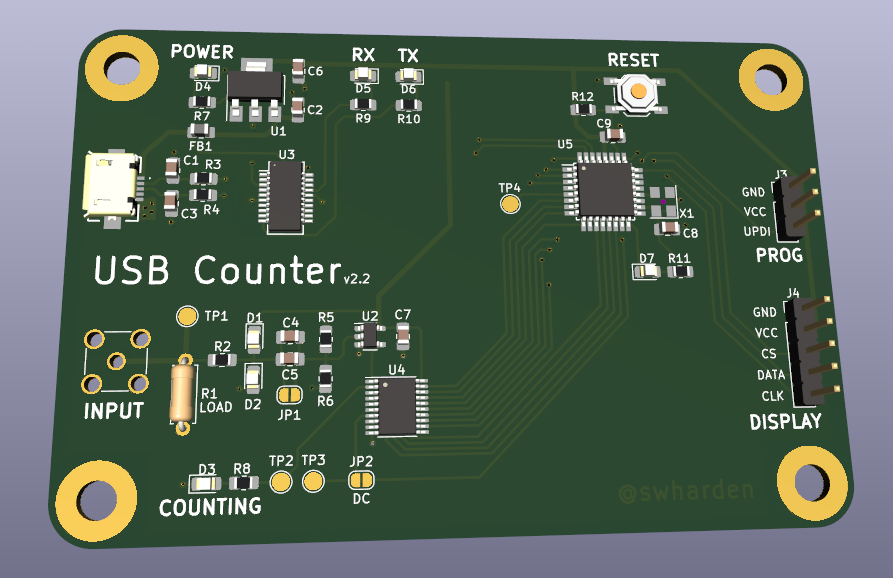 POWER
RX
TX
RESET
D4
C6
D5
D6
R7
C2
R9
R10
R12
U1
FB1
C9
U5
C1
U3
R3
J3
TP4
GND
R4
C3
X1
VCC
C8
UPDI
PROG
USB Counter v2.2
D7
R11
J4
TP1
D1
C4
R5
U2
C7
GND
VCC
R2
CS
C5
U4
DATA
R1
LOAD
D2
JP1
R6
CLK
INPUT
DISPLAY
D3
R8
TP2
TP3
JP2
COUNTING
DC
@swharden